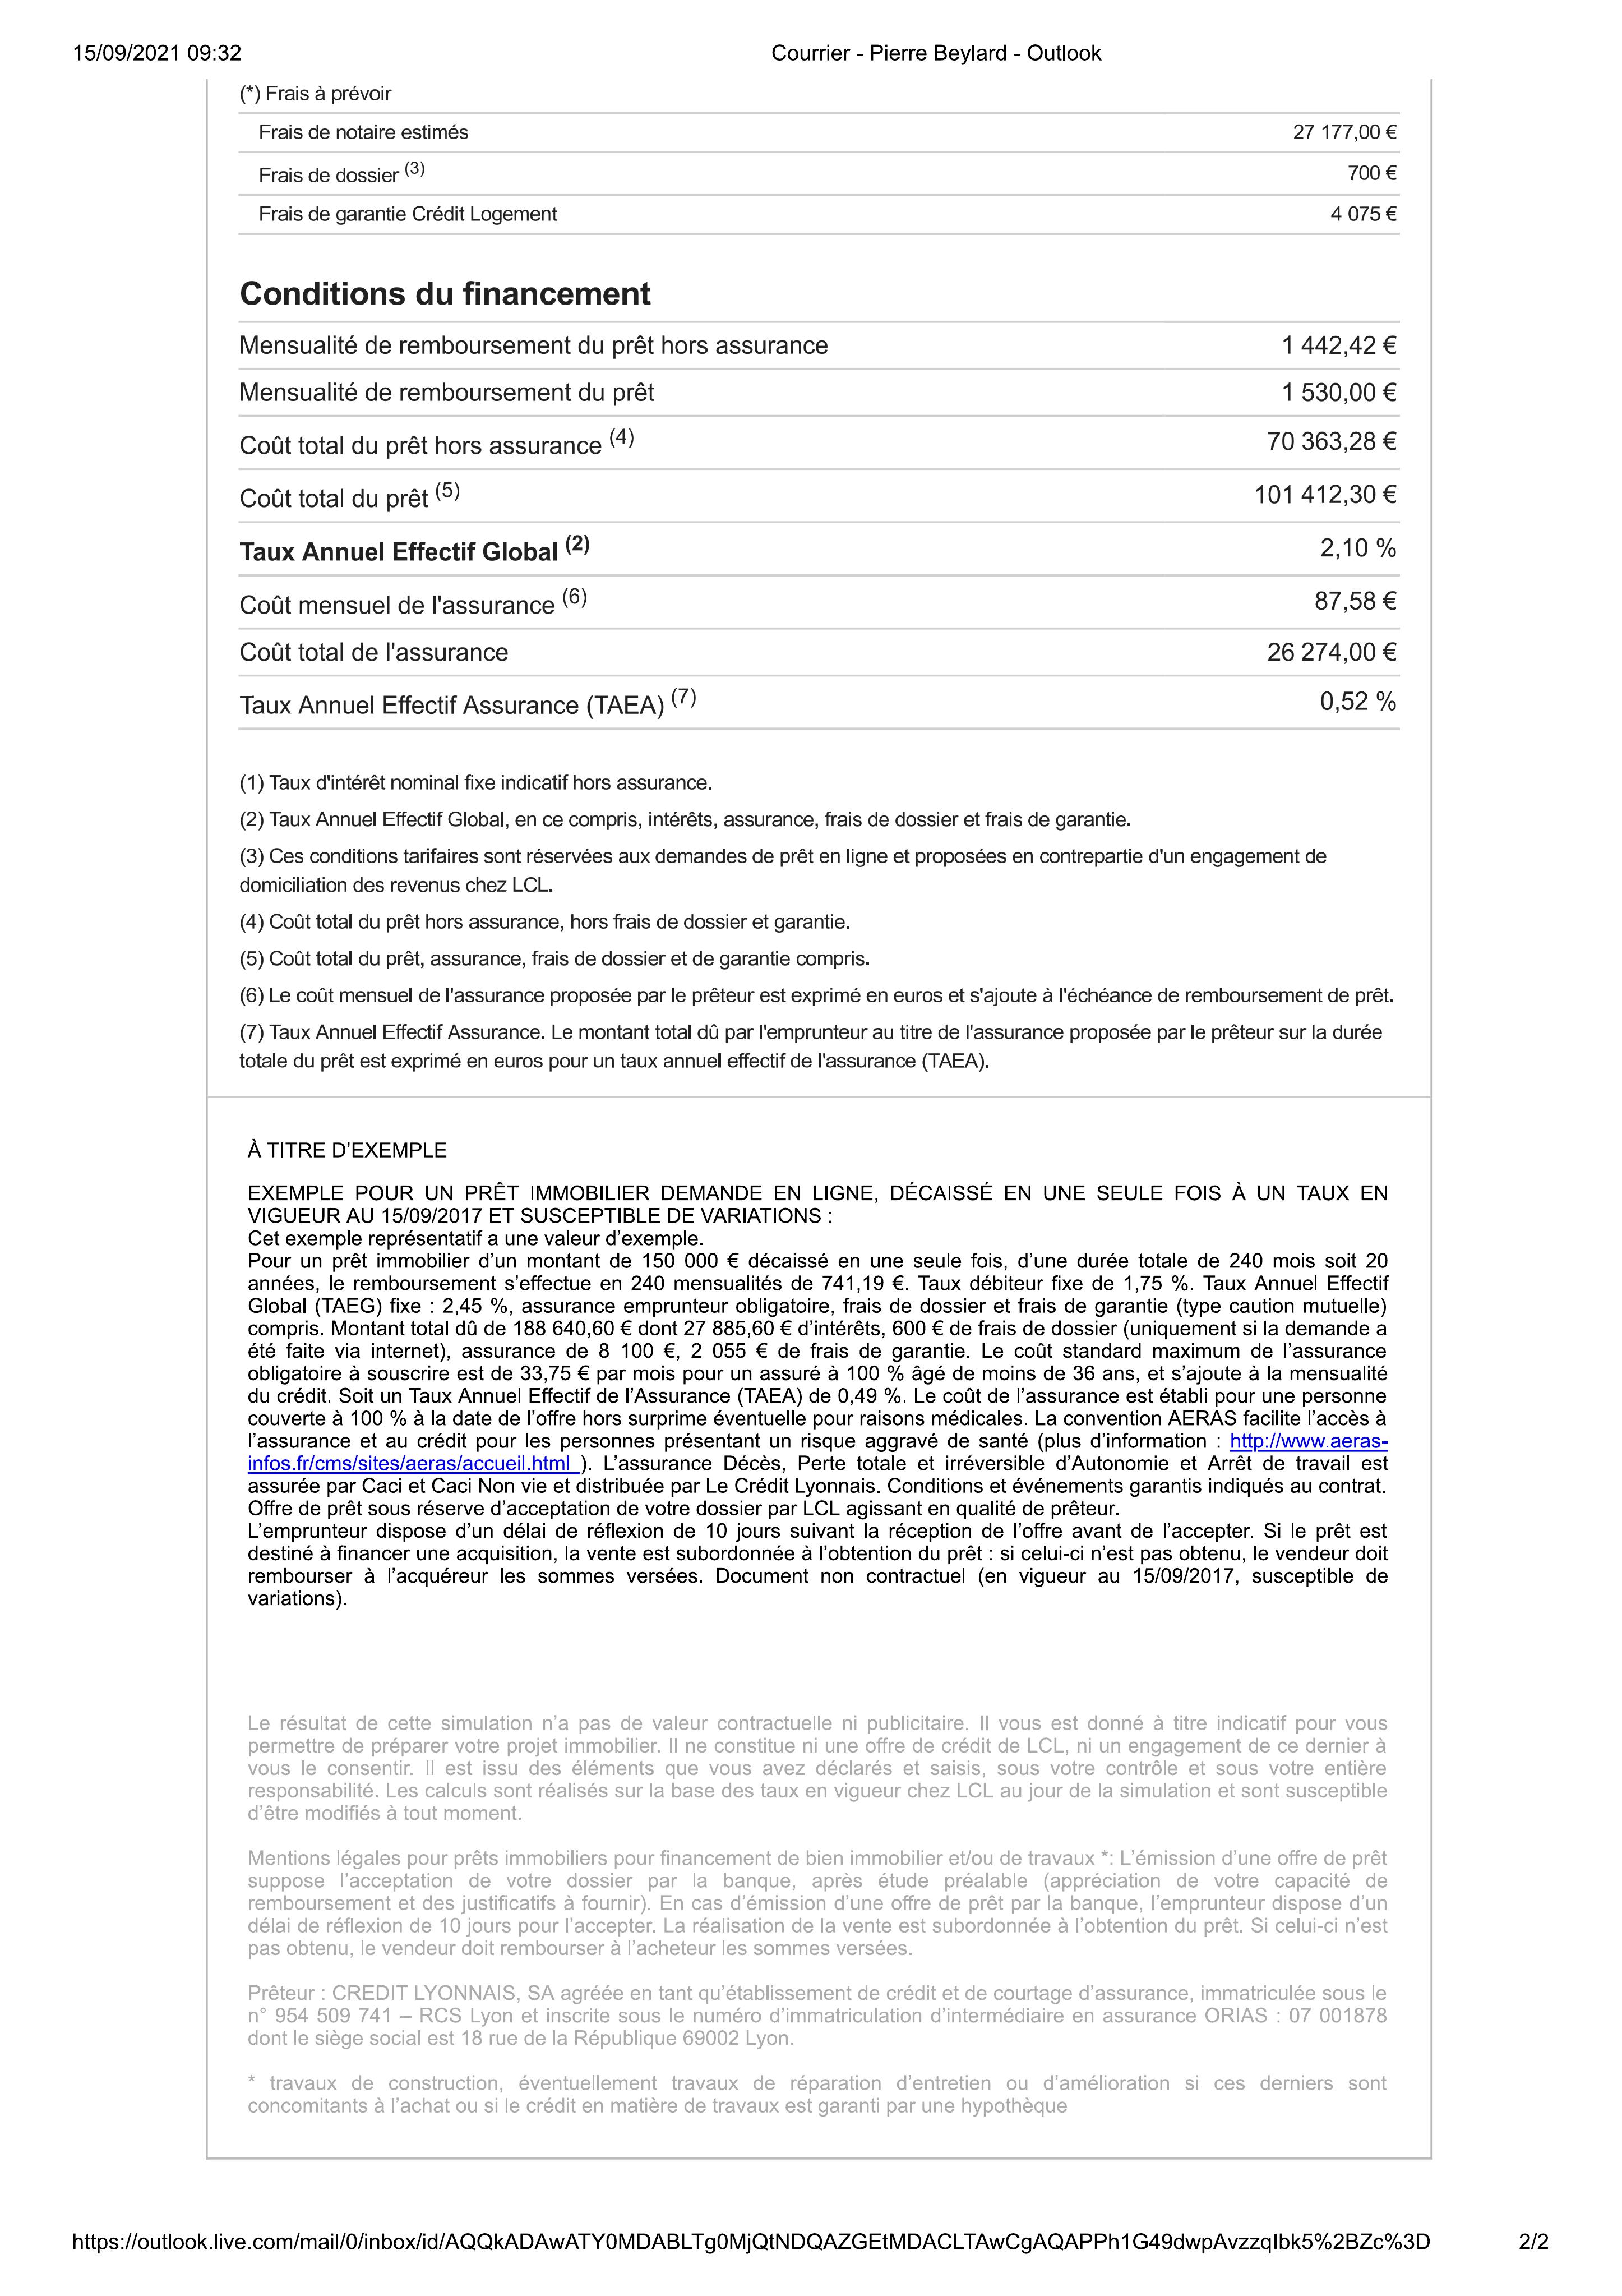 15/09/2021 09:32 Courrier - Pierre Beylard - Outlook
(*) Frais à prévoir
Frais de notaire estimés 27 177,00 €
Frais de dossier (3) 700 €
Frais de garantie Crédit Logement 4 075 €
Conditions du financement
Mensualité de remboursement du prêt hors assurance 1 442,42 €
Mensualité de remboursement du prêt 1 530,00 €
Coût total du prêt hors assurance (4) 70 363,28 €
Coût total du prêt (5) 101 412,30 €
Taux Annuel Effectif Global (2) 2,10 %
Coût mensuel de l'assurance (6) 87,58 €
Coût total de l'assurance 26 274,00 €
Taux Annuel Effectif Assurance (TAEA) (7) 0,52 %
(1) Taux d'intérêt nominal fixe indicatif hors assurance.
(2) Taux Annuel Effectif Global, en ce compris, intérêts, assurance, frais de dossier et frais de garantie.
(3) Ces conditions tarifaires sont réservées aux demandes de prêt en ligne et proposées en contrepartie d'un engagement de
domiciliation des revenus chez LCL.
(4) Coût total du prêt hors assurance, hors frais de dossier et garantie.
(5) Coût total du prêt, assurance, frais de dossier et de garantie compris.
(6) Le coût mensuel de l'assurance proposée par le prêteur est exprimé en euros et s'ajoute à l'échéance de remboursement de prêt.
(7) Taux Annuel Effectif Assurance. Le montant total dû par l'emprunteur au titre de l'assurance proposée par le prêteur sur la durée
totale du prêt est exprimé en euros pour un taux annuel effectif de l'assurance (TAEA).
À TITRE D’EXEMPLE
EXEMPLE POUR UN PRÊT IMMOBILIER DEMANDE EN LIGNE, DÉCAISSÉ EN UNE SEULE FOIS À UN TAUX EN
VIGUEUR AU 15/09/2017 ET SUSCEPTIBLE DE VARIATIONS :
Cet exemple représentatif a une valeur d’exemple.
Pour un prêt immobilier d’un montant de 150 000 € décaissé en une seule fois, d’une durée totale de 240 mois soit 20
années, le remboursement s’effectue en 240 mensualités de 741,19 €. Taux débiteur fixe de 1,75 %. Taux Annuel Effectif
Global (TAEG) fixe : 2,45 %, assurance emprunteur obligatoire, frais de dossier et frais de garantie (type caution mutuelle)
compris. Montant total dû de 188 640,60 € dont 27 885,60 € d’intérêts, 600 € de frais de dossier (uniquement si la demande a
été faite via internet), assurance de 8 100 €, 2 055 € de frais de garantie. Le coût standard maximum de l’assurance
obligatoire à souscrire est de 33,75 € par mois pour un assuré à 100 % âgé de moins de 36 ans, et s’ajoute à la mensualité
du crédit. Soit un Taux Annuel Effectif de l’Assurance (TAEA) de 0,49 %. Le coût de l’assurance est établi pour une personne
couverte à 100 % à la date de l’offre hors surprime éventuelle pour raisons médicales. La convention AERAS facilite l’accès à
l’assurance et au crédit pour les personnes présentant un risque aggravé de santé (plus d’information : http://www.aeras-
infos.fr/cms/sites/aeras/accueil.html ). L’assurance Décès, Perte totale et irréversible d’Autonomie et Arrêt de travail est
assurée par Caci et Caci Non vie et distribuée par Le Crédit Lyonnais. Conditions et événements garantis indiqués au contrat.
Offre de prêt sous réserve d’acceptation de votre dossier par LCL agissant en qualité de prêteur.
L’emprunteur dispose d’un délai de réflexion de 10 jours suivant la réception de l’offre avant de l’accepter. Si le prêt est
destiné à financer une acquisition, la vente est subordonnée à l’obtention du prêt : si celui-ci n’est pas obtenu, le vendeur doit
rembourser à l’acquéreur les sommes versées. Document non contractuel (en vigueur au 15/09/2017, susceptible de
variations).
Le résultat de cette simulation n’a pas de valeur contractuelle ni publicitaire. Il vous est donné à titre indicatif pour vous
permettre de préparer votre projet immobilier. Il ne constitue ni une offre de crédit de LCL, ni un engagement de ce dernier à
vous le consentir. Il est issu des éléments que vous avez déclarés et saisis, sous votre contrôle et sous votre entière
responsabilité. Les calculs sont réalisés sur la base des taux en vigueur chez LCL au jour de la simulation et sont susceptible
d’être modifiés à tout moment.
Mentions légales pour prêts immobiliers pour financement de bien immobilier et/ou de travaux *: L’émission d’une offre de prêt
suppose l’acceptation de votre dossier par la banque, après étude préalable (appréciation de votre capacité de
remboursement et des justificatifs à fournir). En cas d’émission d’une offre de prêt par la banque, l’emprunteur dispose d’un
délai de réflexion de 10 jours pour l’accepter. La réalisation de la vente est subordonnée à l’obtention du prêt. Si celui-ci n’est
pas obtenu, le vendeur doit rembourser à l’acheteur les sommes versées.
Prêteur : CREDIT LYONNAIS, SA agréée en tant qu’établissement de crédit et de courtage d’assurance, immatriculée sous le
n° 954 509 741 – RCS Lyon et inscrite sous le numéro d’immatriculation d’intermédiaire en assurance ORIAS : 07 001878
dont le siège social est 18 rue de la République 69002 Lyon.
* travaux de construction, éventuellement travaux de réparation d’entretien ou d’amélioration si ces derniers sont
concomitants à l’achat ou si le crédit en matière de travaux est garanti par une hypothèque
https://outlook.live.com/mail/0/inbox/id/AQQkADAwATY0MDABLTg0MjQtNDQAZGEtMDACLTAwCgAQAPPh1G49dwpAvzzqIbk5%2BZc%3D 2/2